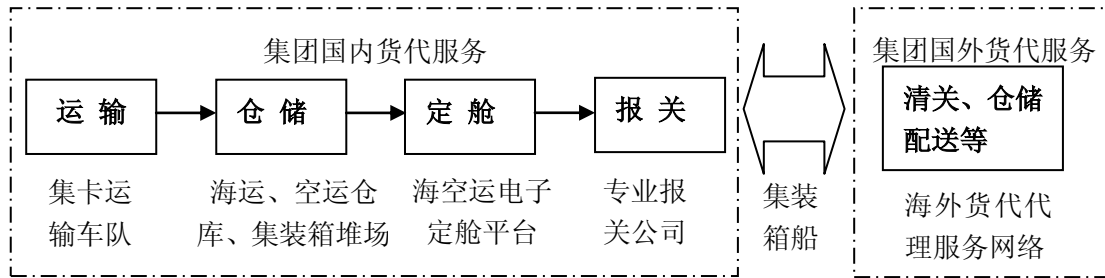 集团国内货代服务
运 输
仓 储
定 舱
报 关
集卡运
输车队
海运、空运仓
库、集装箱堆场
海空运电子
定舱平台
专业报
关公司
集装
箱船
集团国外货代服务
清关、仓储
配送等
海外货代代
理服务网络